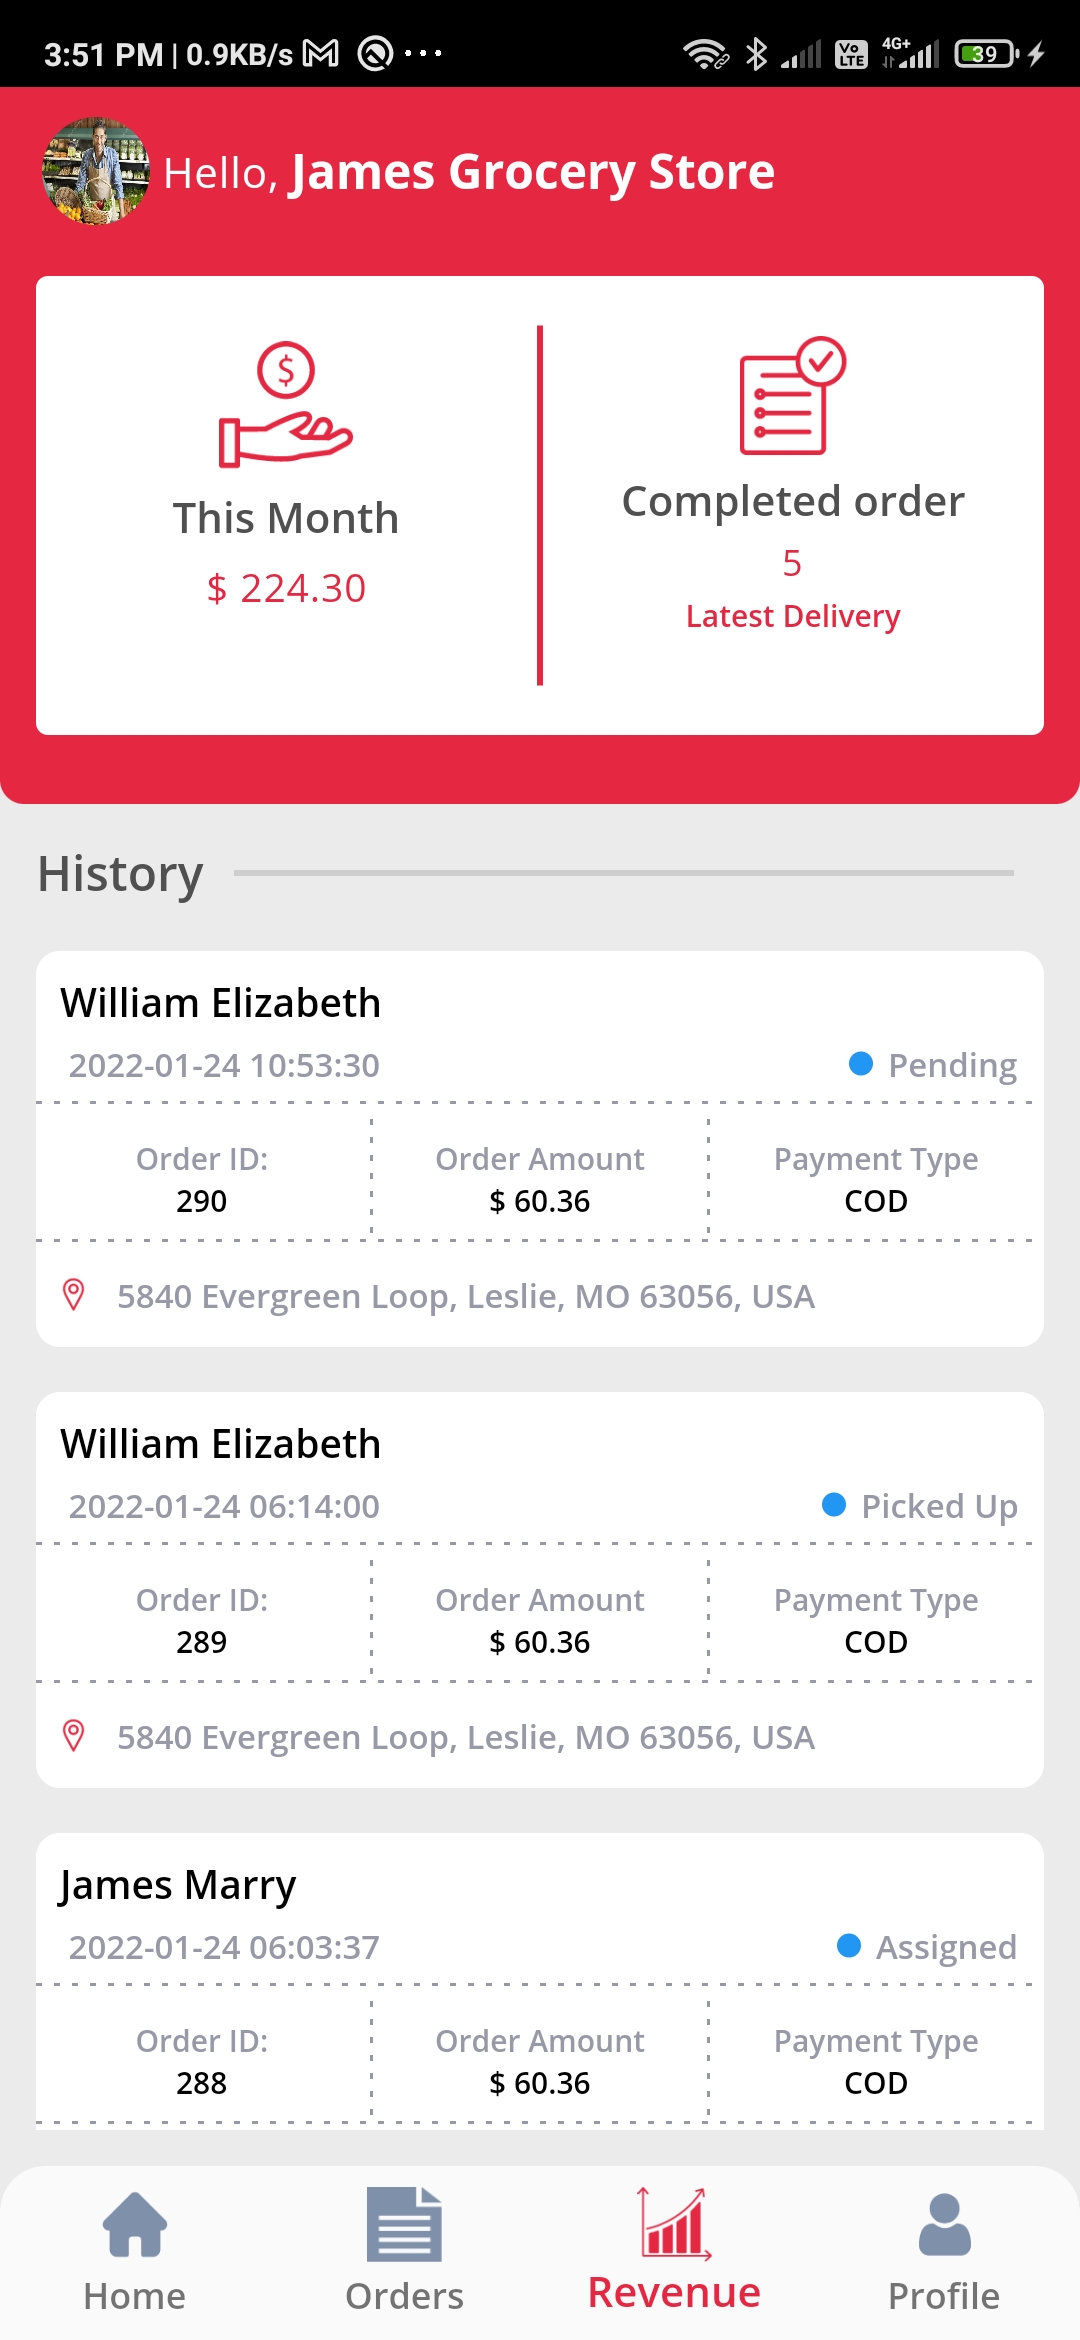 3:51 PM | 0.9KB/s
Vo LTE 4G+ 39
Hello, James Grocery Store
This Month
$ 224.30
Completed order
5
Latest Delivery
History
William Elizabeth
2022-01-24 10:53:30 Pending
Order ID: Order Amount Payment Type
290 $ 60.36 COD
5840 Evergreen Loop, Leslie, MO 63056, USA
William Elizabeth
2022-01-24 06:14:00 Picked Up
Order ID: Order Amount Payment Type
289 $ 60.36 COD
5840 Evergreen Loop, Leslie, MO 63056, USA
James Marry
2022-01-24 06:03:37 Assigned
Order ID: Order Amount Payment Type
288 $ 60.36 COD
Home Orders Revenue Profile